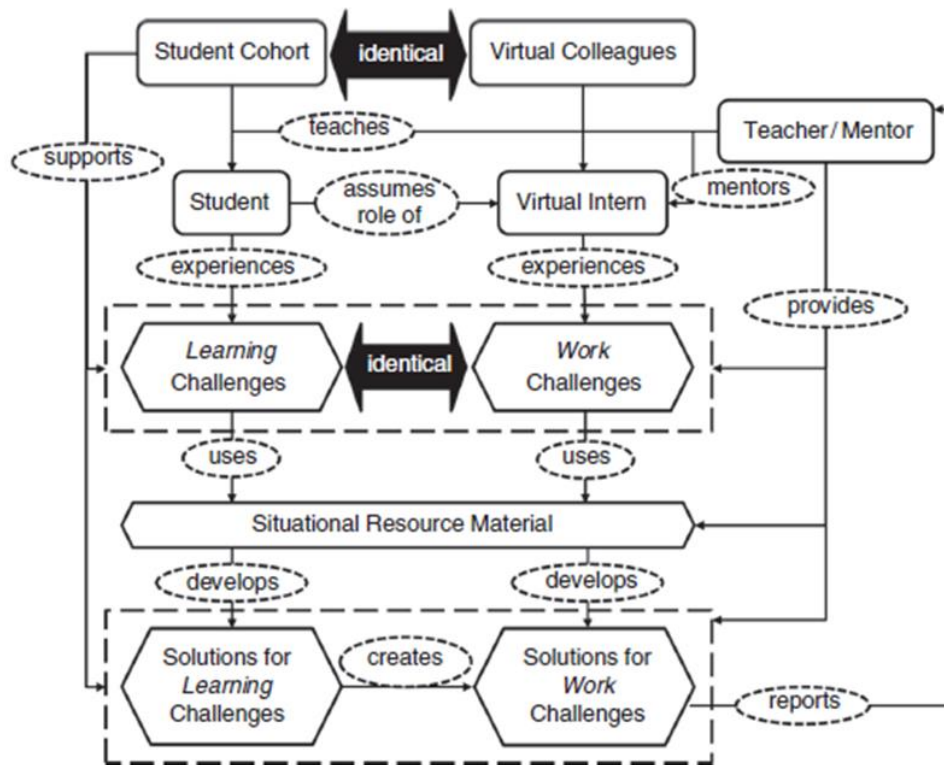 Student Cohort
identical
Virtual Colleagues
teaches
Teacher / Mentor
supports
Student
assumes
role of
Virtual Intern
mentors
experiences
experiences
provides
Learning
Challenges
identical
Work
Challenges
uses
uses
Situational Resource Material
develops
develops
Solutions for
Learning
Challenges
creates
Solutions for
Work
Challenges
reports